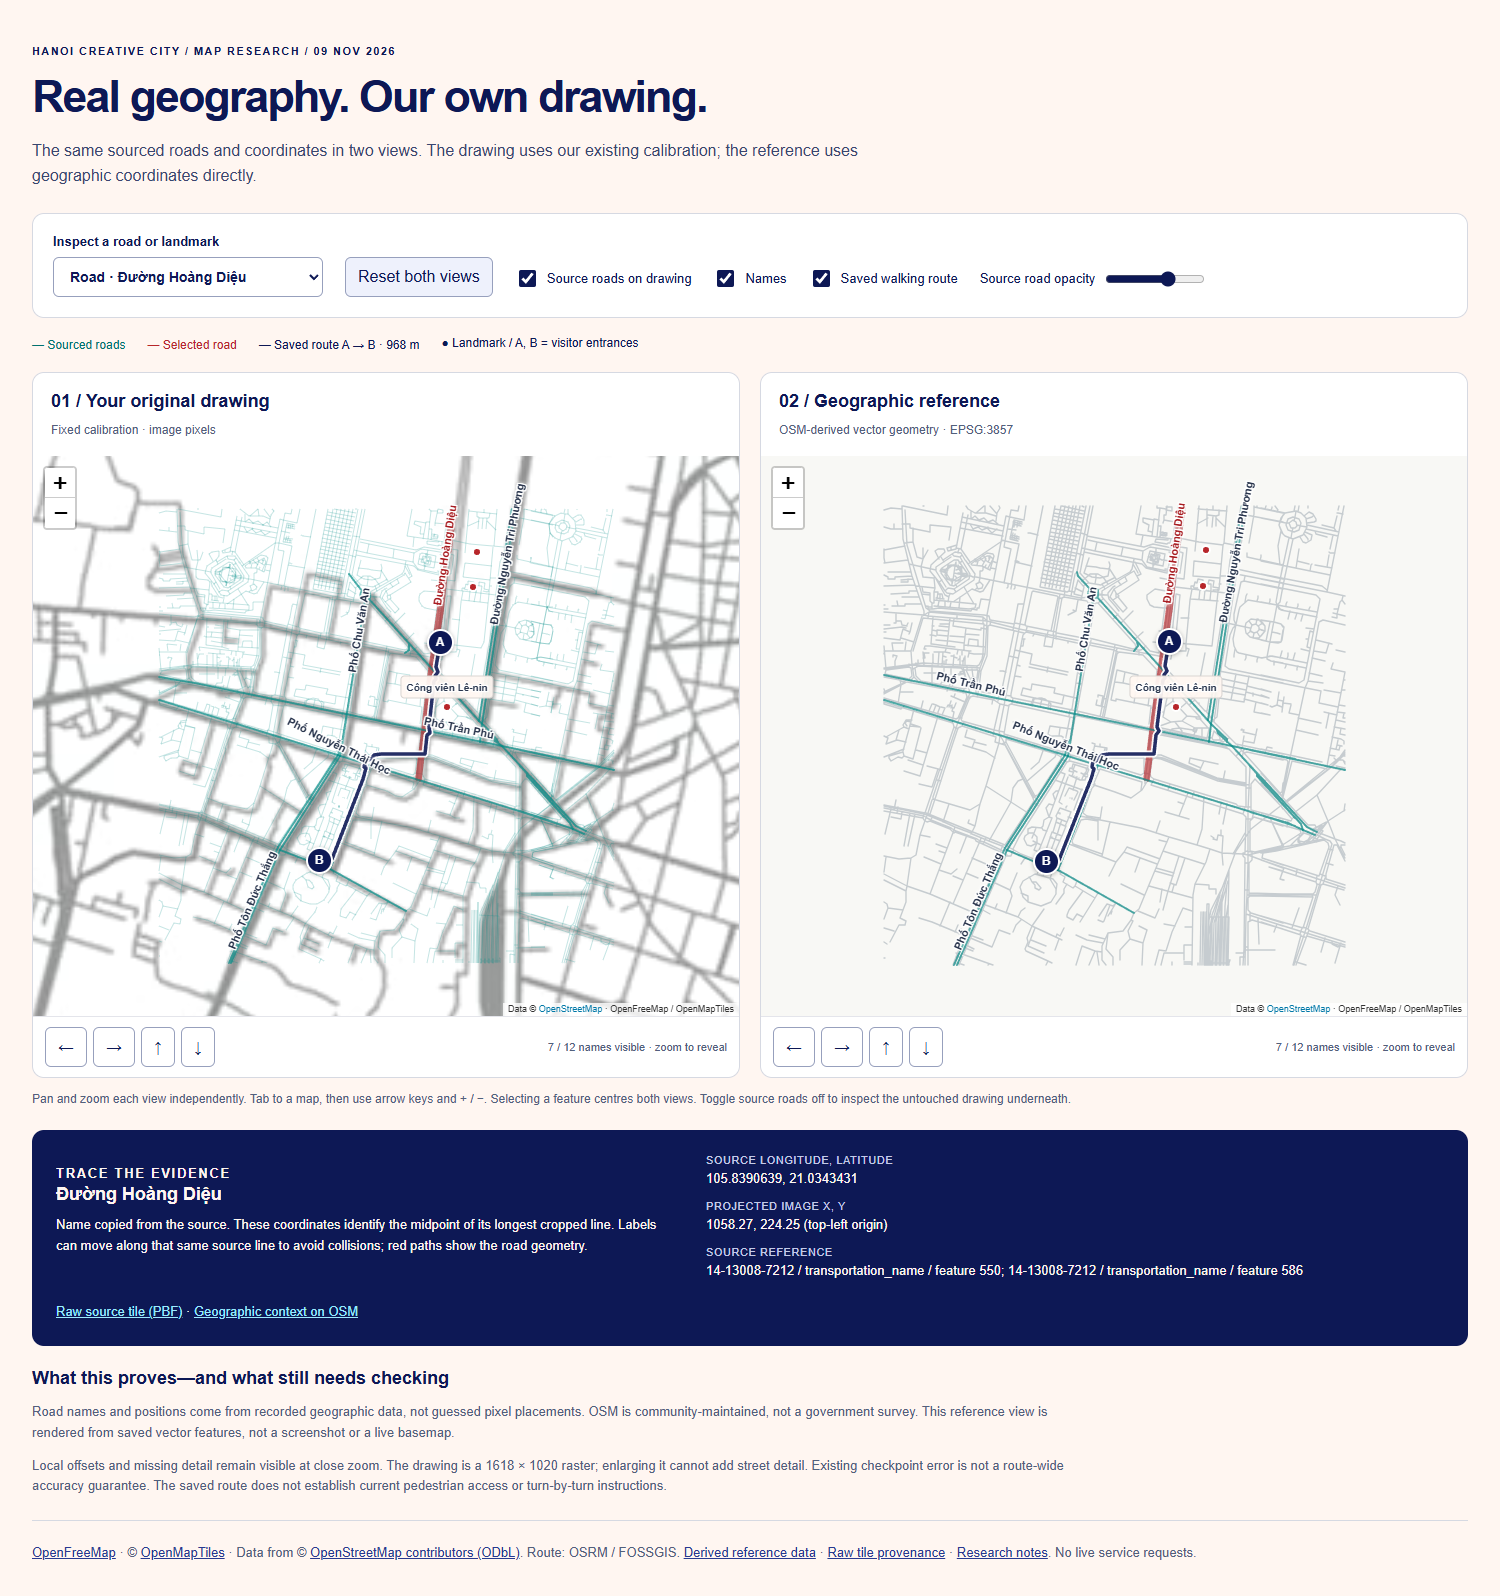 HANOI CREATIVE CITY / MAP RESEARCH / 09 NOV 2026
Real geography. Our own drawing.
The same sourced roads and coordinates in two views. The drawing uses our existing calibration; the reference uses
geographic coordinates directly.
Inspect a road or landmark
Road · Đường Hoàng Diệu
Reset both views
Source roads on drawing
Names
Saved walking route
Source road opacity
— Sourced roads
— Selected road
— Saved route A → B · 968 m
● Landmark / A, B = visitor entrances
01 / Your original drawing
Fixed calibration · image pixels
+
−
Đường Hoàng Diệu
Đường Nguyễn Tri Phương
Phố Chu Văn An
A
Công viên Lê-nin
Phố Trần Phú
Phố Nguyễn Thái Học
B
Phố Tôn Đức Thắng
Data © OpenStreetMap · OpenFreeMap / OpenMapTiles
← → ↑ ↓
7 / 12 names visible · zoom to reveal
02 / Geographic reference
OSM-derived vector geometry · EPSG:3857
+
−
Đường Hoàng Diệu
Đường Nguyễn Tri Phương
Phố Chu Văn An
A
Công viên Lê-nin
Phố Trần Phú
Phố Nguyễn Thái Học
B
Phố Tôn Đức Thắng
Data © OpenStreetMap · OpenFreeMap / OpenMapTiles
← → ↑ ↓
7 / 12 names visible · zoom to reveal
Pan and zoom each view independently. Tab to a map, then use arrow keys and + / −. Selecting a feature centres both views. Toggle source roads off to inspect the untouched drawing underneath.
TRACE THE EVIDENCE
Đường Hoàng Diệu
Name copied from the source. These coordinates identify the midpoint of its longest cropped line. Labels
can move along that same source line to avoid collisions; red paths show the road geometry.
Raw source tile (PBF) · Geographic context on OSM
SOURCE LONGITUDE, LATITUDE
105.8390639, 21.0343431
PROJECTED IMAGE X, Y
1058.27, 224.25 (top-left origin)
SOURCE REFERENCE
14-13008-7212 / transportation_name / feature 550; 14-13008-7212 / transportation_name / feature 586
What this proves—and what still needs checking
Road names and positions come from recorded geographic data, not guessed pixel placements. OSM is community-maintained, not a government survey. This reference view is
rendered from saved vector features, not a screenshot or a live basemap.
Local offsets and missing detail remain visible at close zoom. The drawing is a 1618 × 1020 raster; enlarging it cannot add street detail. Existing checkpoint error is not a route-wide
accuracy guarantee. The saved route does not establish current pedestrian access or turn-by-turn instructions.
OpenFreeMap · © OpenMapTiles · Data from © OpenStreetMap contributors (ODbL). Route: OSRM / FOSSGIS. Derived reference data · Raw tile provenance · Research notes. No live service requests.